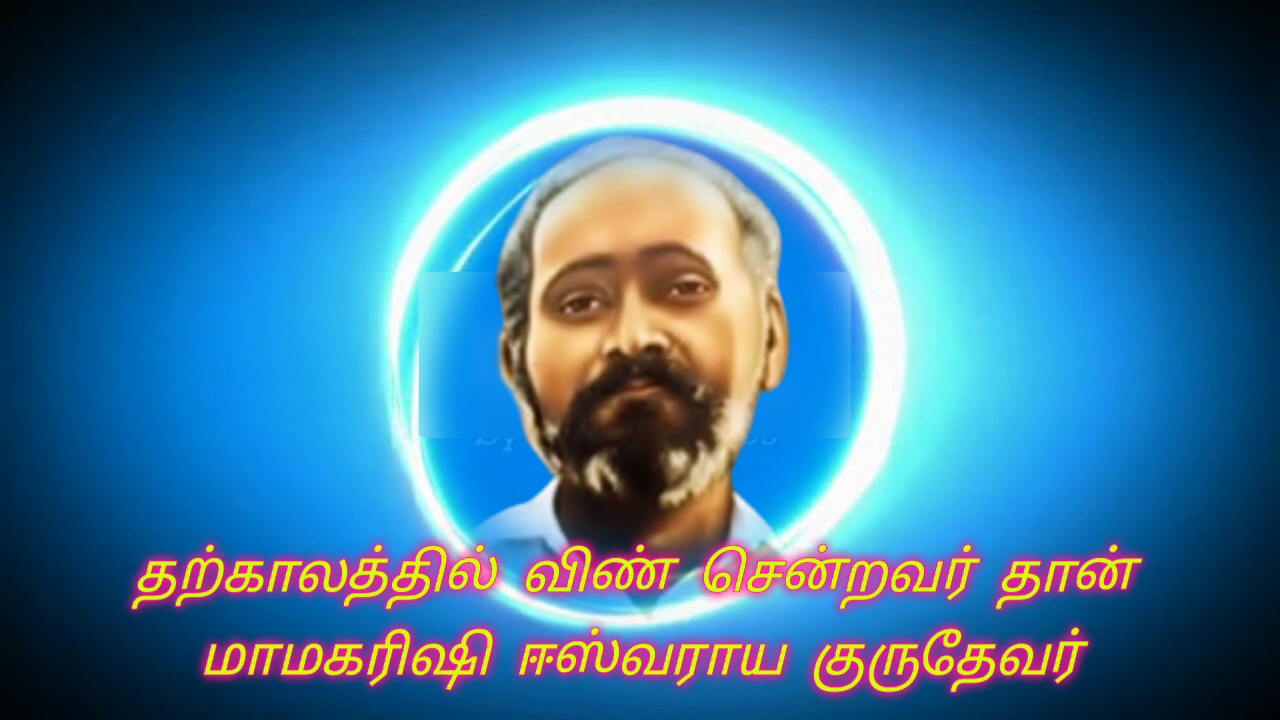 தற்காலத்தில் விண் சென்றவர் தான்
மாமகரிஷி ஈஸ்வராய குருதேவர்